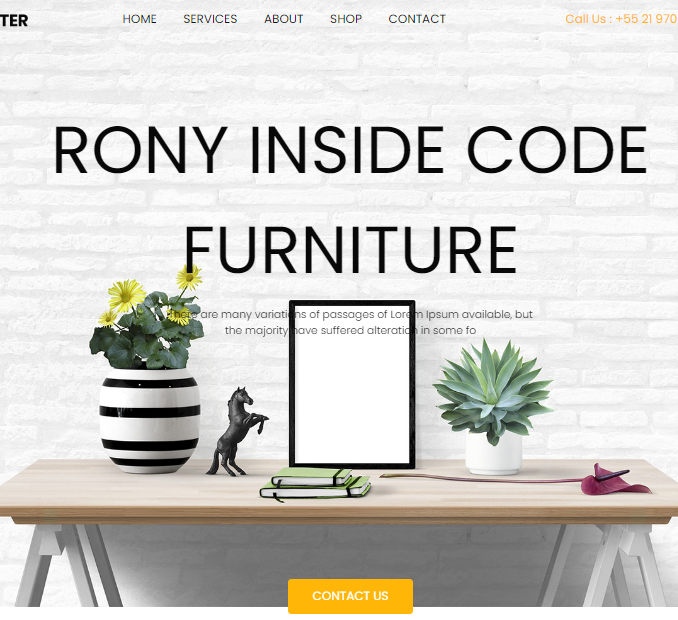 TER
HOME SERVICES ABOUT SHOP CONTACT
Call Us : +55 21 970
RONY INSIDE CODE
FURNITURE
There are many variations of passages of Lorem Ipsum available, but
the majority have suffered alteration in some fo
CONTACT US